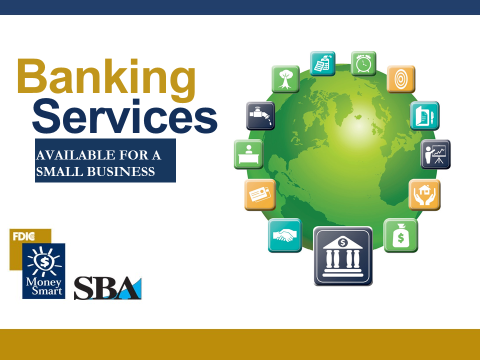 Banking
Services
AVAILABLE FOR A
SMALL BUSINESS
FDIC
Money
Smart
SBA